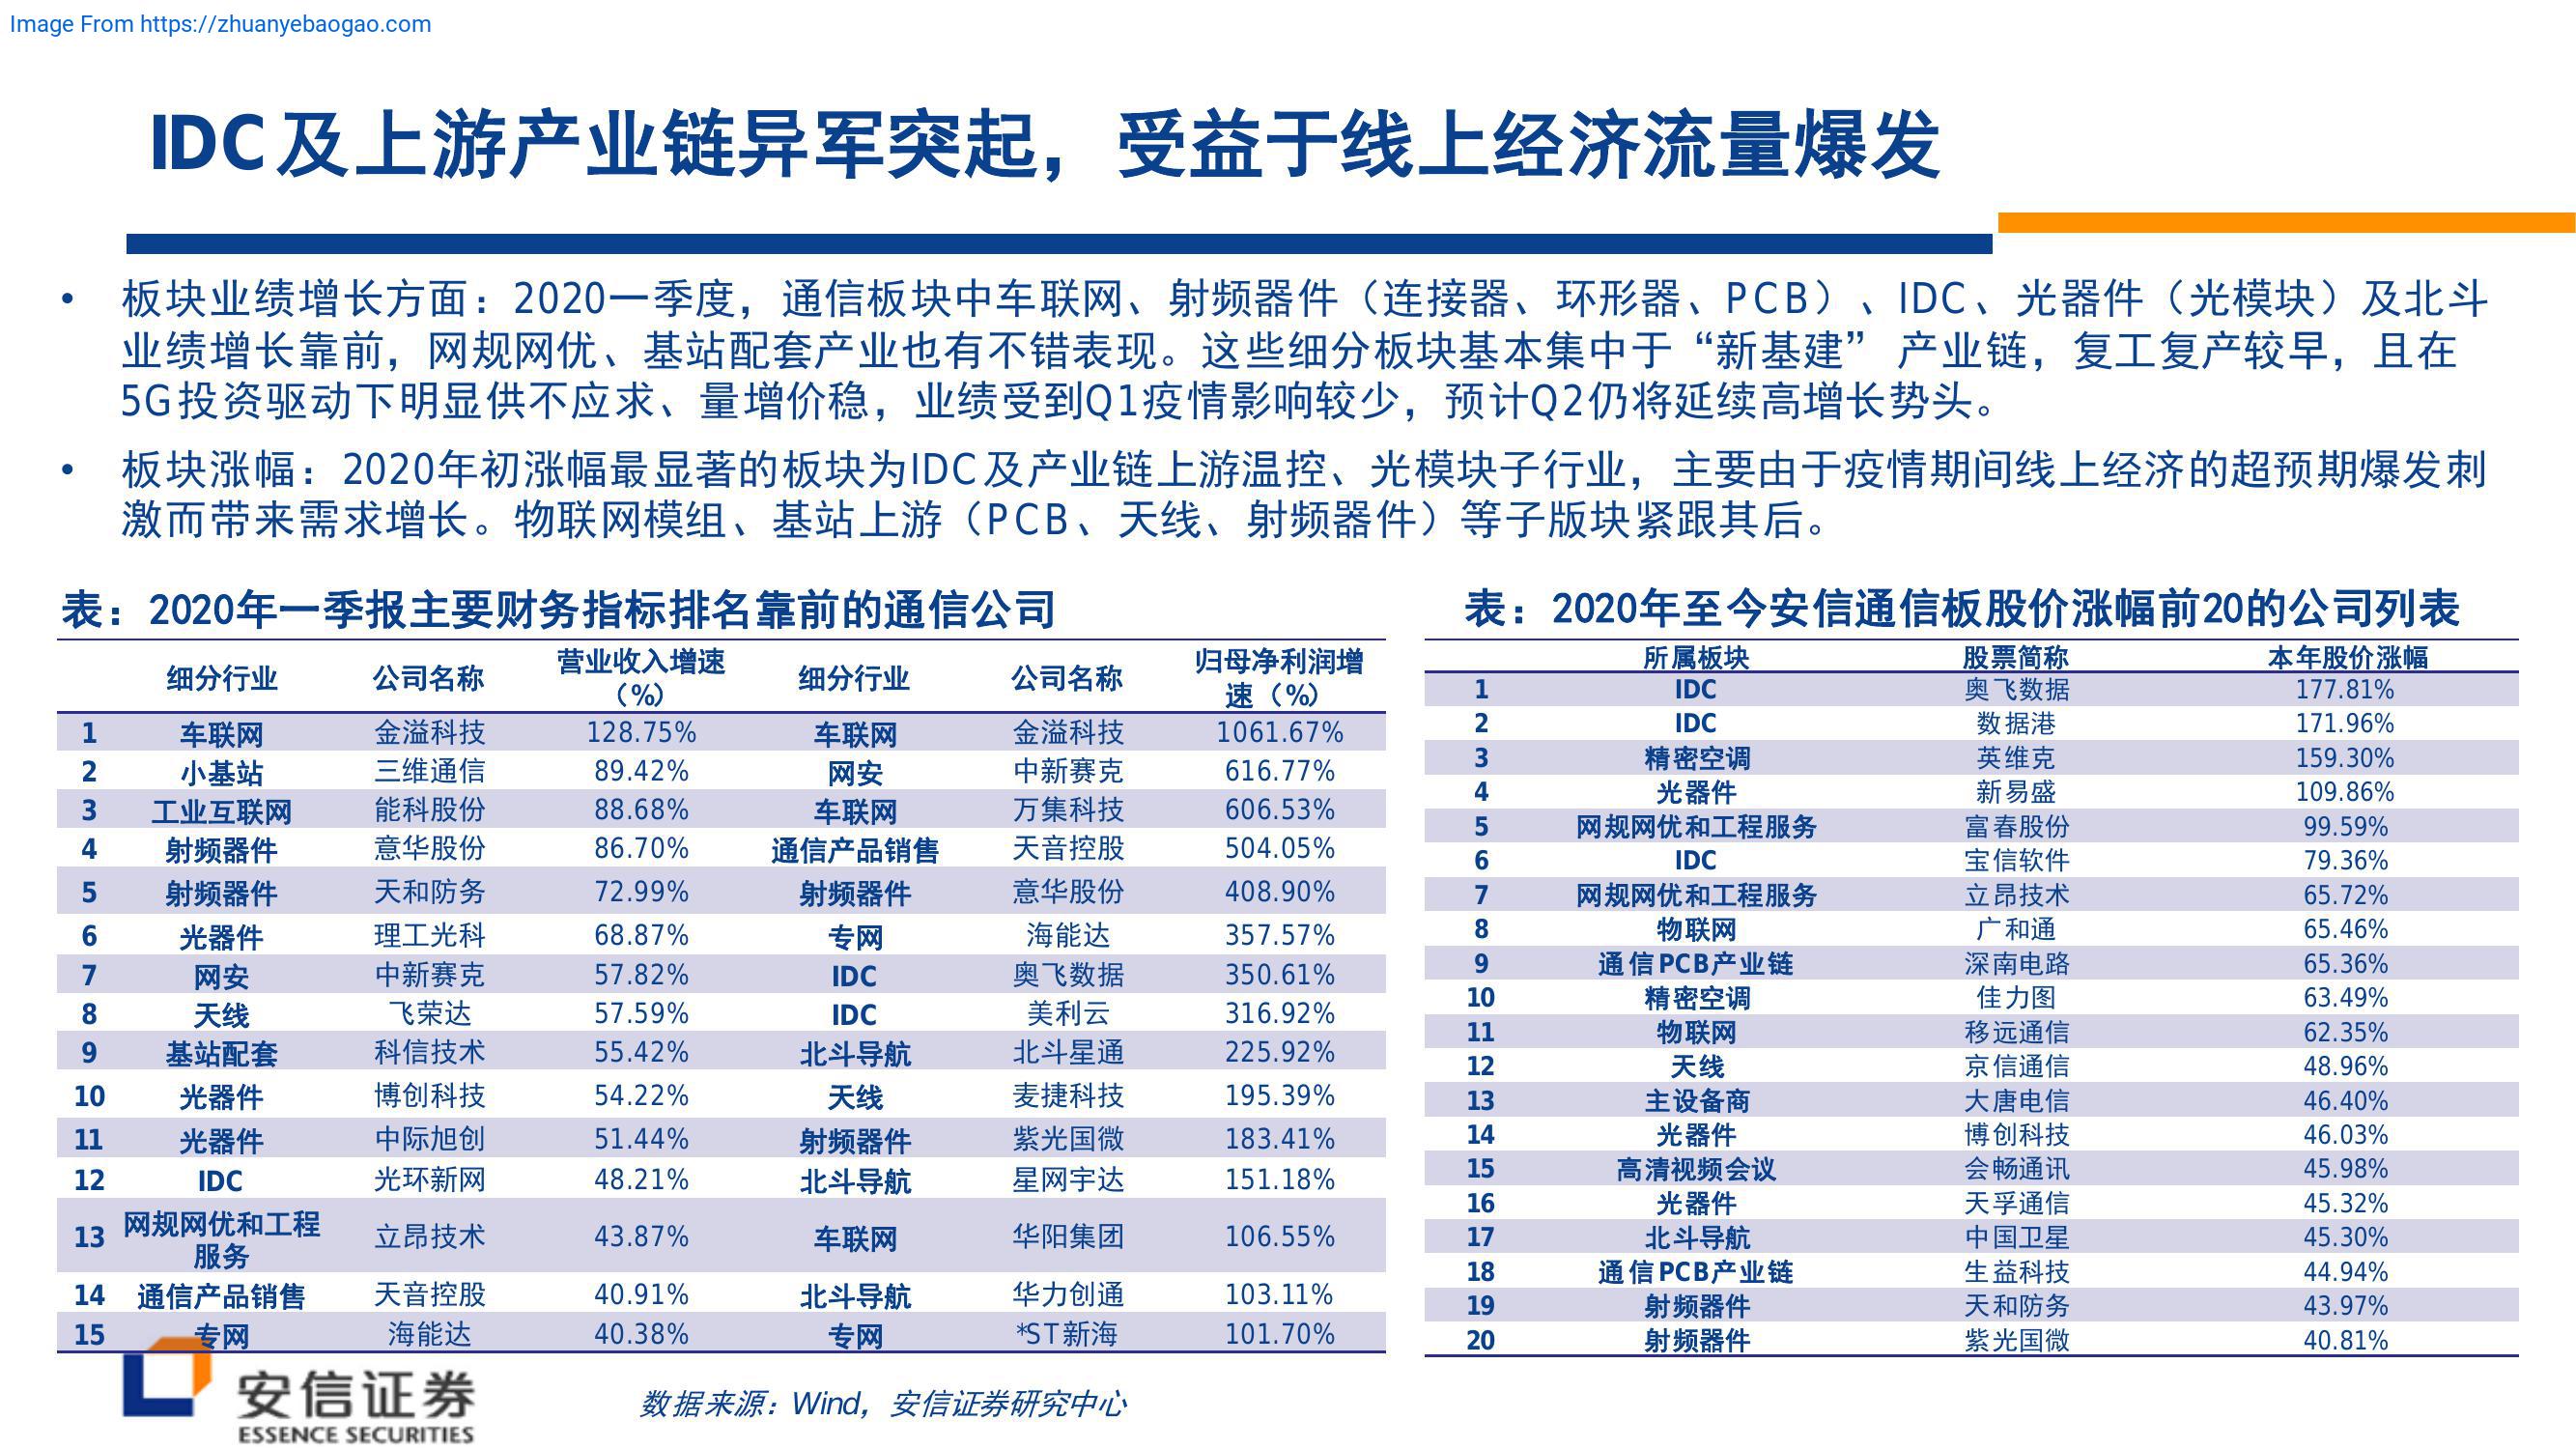 Image From https://zhuanyebaogao.com
IDC及上游产业链异军突起，受益于线上经济流量爆发
• 板块业绩增长方面：2020一季度，通信板块中车联网、射频器件（连接器、环形器、PCB）、IDC、光器件（光模块）及北斗
业绩增长靠前，网规网优、基站配套产业也有不错表现。这些细分板块基本集中于“新基建” 产业链，复工复产较早，且在
5G投资驱动下明显供不应求、量增价稳，业绩受到Q1疫情影响较少，预计Q2仍将延续高增长势头。
• 板块涨幅：2020年初涨幅最显著的板块为IDC及产业链上游温控、光模块子行业，主要由于疫情期间线上经济的超预期爆发刺
激而带来需求增长。物联网模组、基站上游（PCB、天线、射频器件）等子版块紧跟其后。
表：2020年一季报主要财务指标排名靠前的通信公司
细分行业 公司名称 营业收入增速（%） 细分行业 公司名称 归母净利润增速（%）
1 车联网 金溢科技 128.75% 车联网 金溢科技 1061.67%
2 小基站 三维通信 89.42% 网安 中新赛克 616.77%
3 工业互联网 能科股份 88.68% 车联网 万集科技 606.53%
4 射频器件 意华股份 86.70% 通信产品销售 天音控股 504.05%
5 射频器件 天和防务 72.99% 射频器件 意华股份 408.90%
6 光器件 理工光科 68.87% 专网 海能达 357.57%
7 网安 中新赛克 57.82% IDC 奥飞数据 350.61%
8 天线 飞荣达 57.59% IDC 美利云 316.92%
9 基站配套 科信技术 55.42% 北斗导航 北斗星通 225.92%
10 光器件 博创科技 54.22% 天线 麦捷科技 195.39%
11 光器件 中际旭创 51.44% 射频器件 紫光国微 183.41%
12 IDC 光环新网 48.21% 北斗导航 星网宇达 151.18%
13 网规网优和工程服务 立昂技术 43.87% 车联网 华阳集团 106.55%
14 通信产品销售 天音控股 40.91% 北斗导航 华力创通 103.11%
15 专网 海能达 40.38% 专网 *ST新海 101.70%
表：2020年至今安信通信板股价涨幅前20的公司列表
所属板块 股票简称 本年股价涨幅
1 IDC 奥飞数据 177.81%
2 IDC 数据港 171.96%
3 精密空调 英维克 159.30%
4 光器件 新易盛 109.86%
5 网规网优和工程服务 富春股份 99.59%
6 IDC 宝信软件 79.36%
7 网规网优和工程服务 立昂技术 65.72%
8 物联网 广和通 65.46%
9 通信PCB产业链 深南电路 65.36%
10 精密空调 佳力图 63.49%
11 物联网 移远通信 62.35%
12 天线 京信通信 48.96%
13 主设备商 大唐电信 46.40%
14 光器件 博创科技 46.03%
15 高清视频会议 会畅通讯 45.98%
16 光器件 天孚通信 45.32%
17 北斗导航 中国卫星 45.30%
18 通信PCB产业链 生益科技 44.94%
19 射频器件 天和防务 43.97%
20 射频器件 紫光国微 40.81%
安信证券
ESSENCE SECURITIES
数据来源：Wind，安信证券研究中心